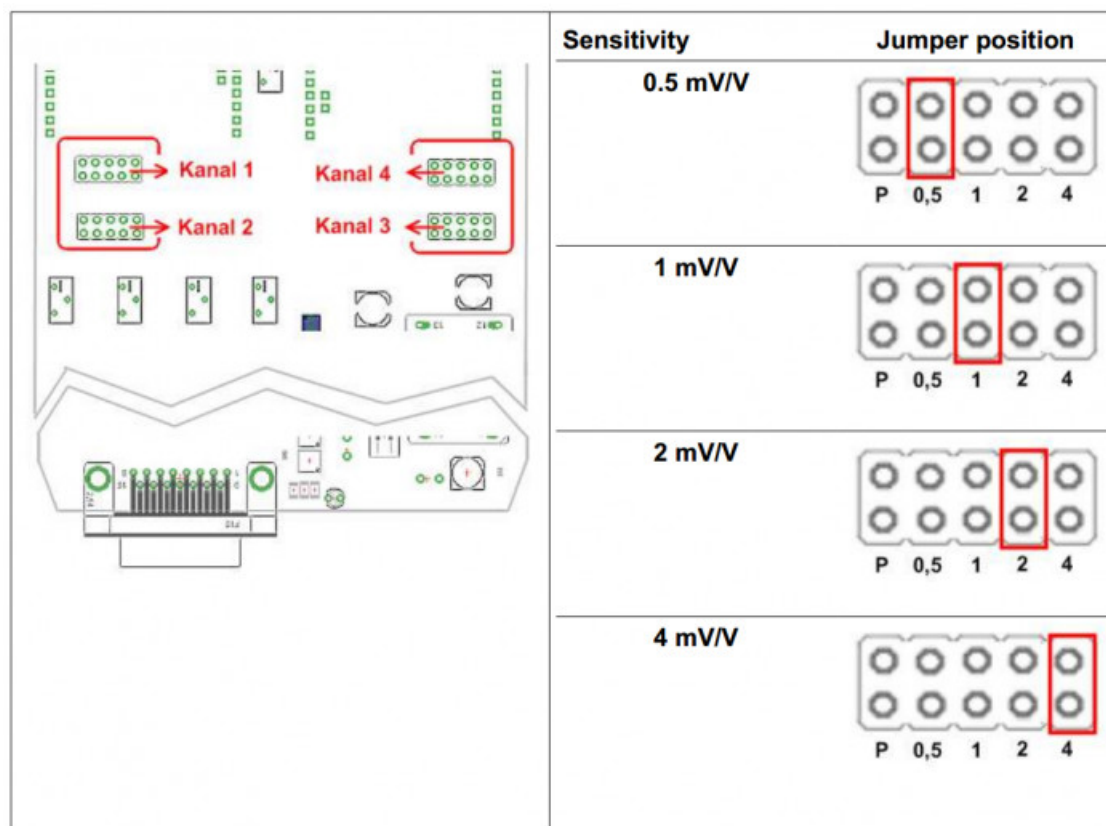 Sensitivity
Jumper position
0.5 mV/V
P 0,5 1 2 4
1 mV/V
P 0,5 1 2 4
2 mV/V
P 0,5 1 2 4
4 mV/V
P 0,5 1 2 4
Kanal 1
Kanal 4
Kanal 2
Kanal 3
13
12